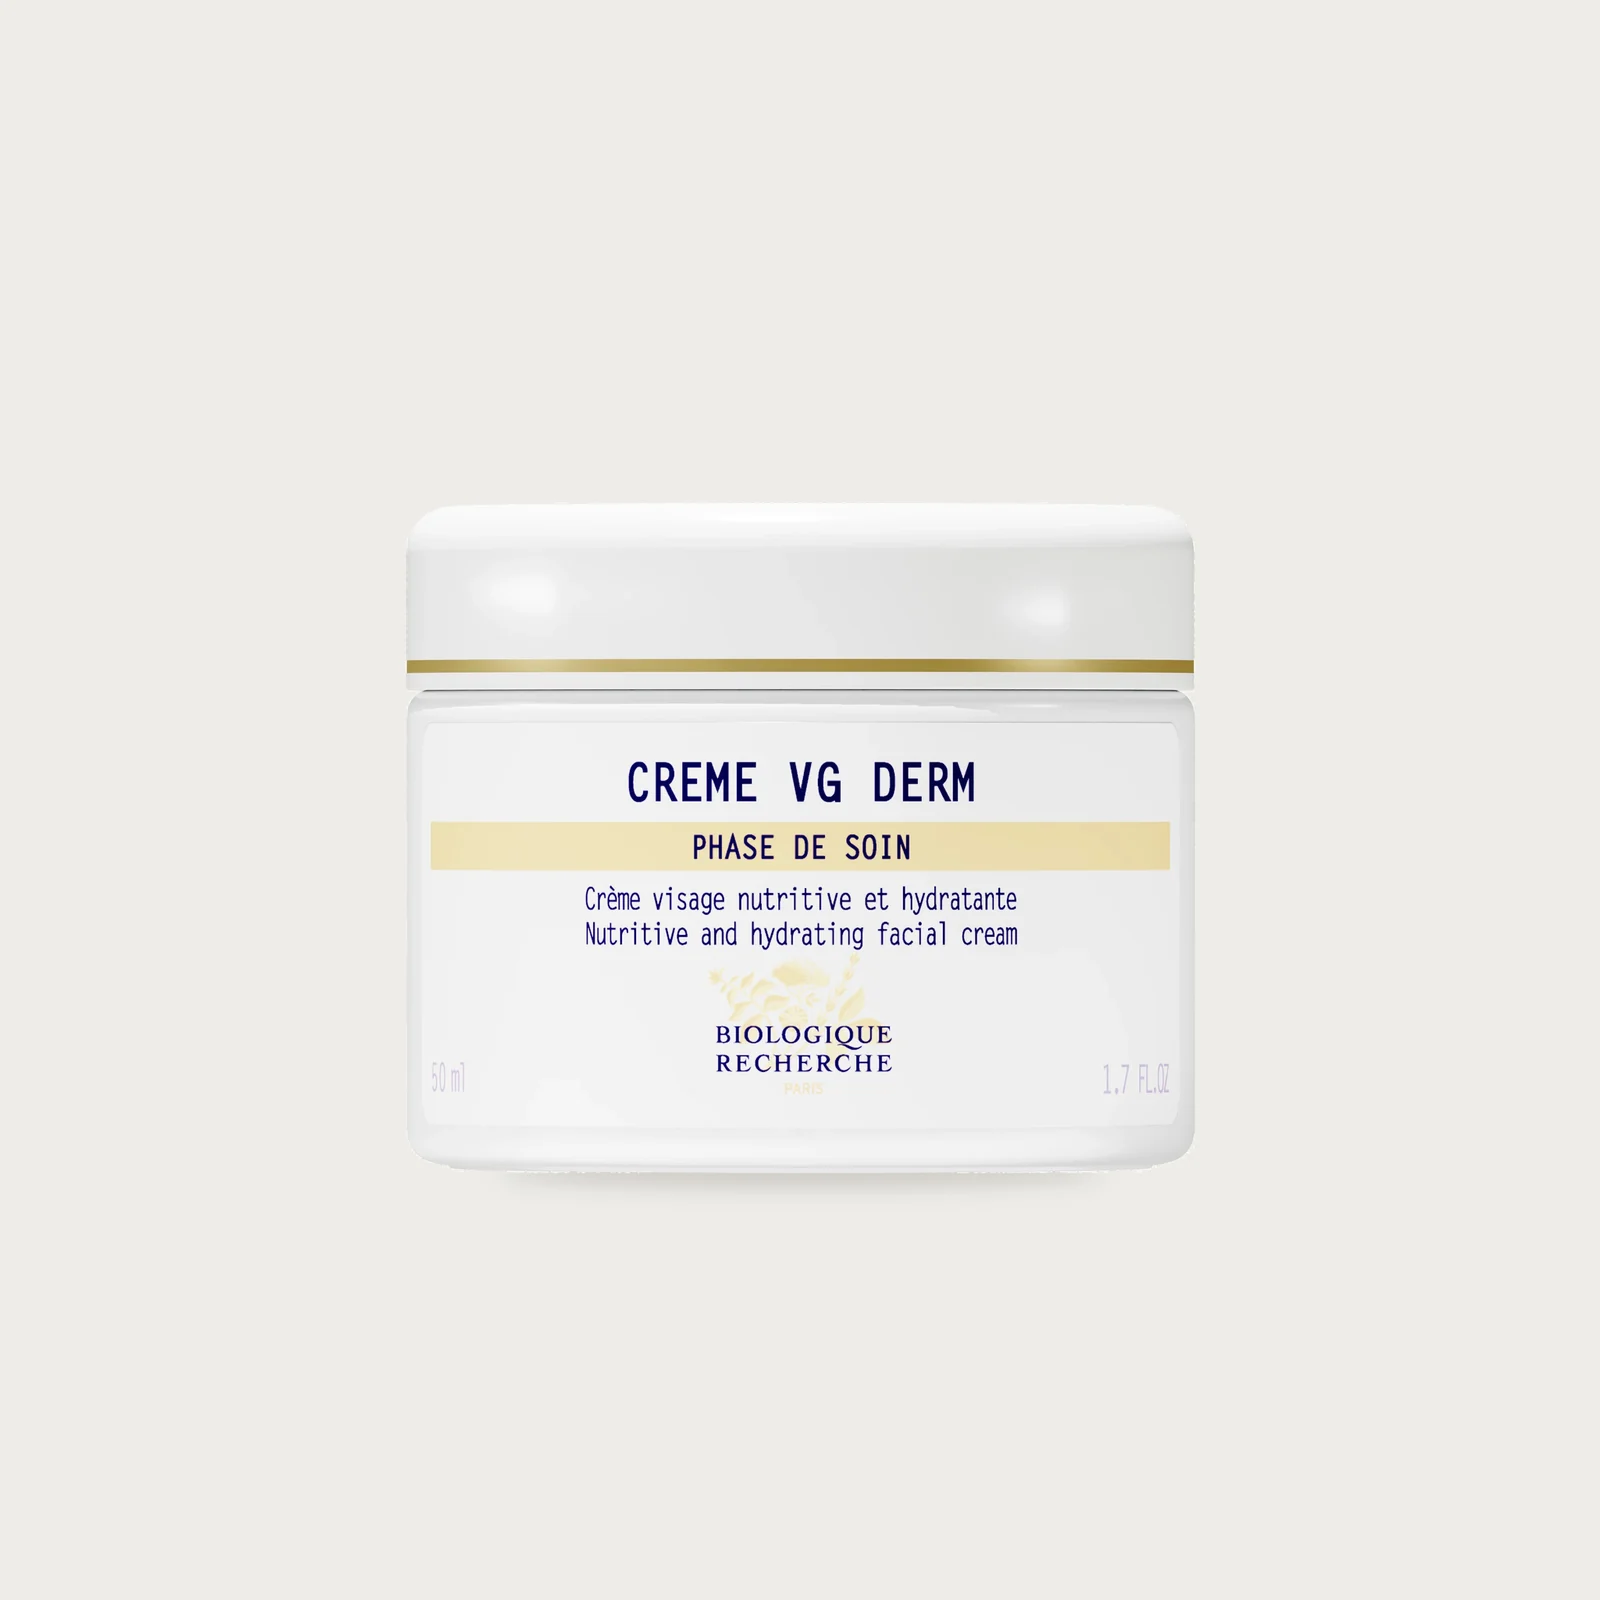 CREME VG DERM
PHASE DE SOIN
Crème visage nutritive et hydratante
Nutritive and hydrating facial cream
BIOLOGIQUE
RECHERCHE
PARIS
50 ml
1.7 FL.OZ